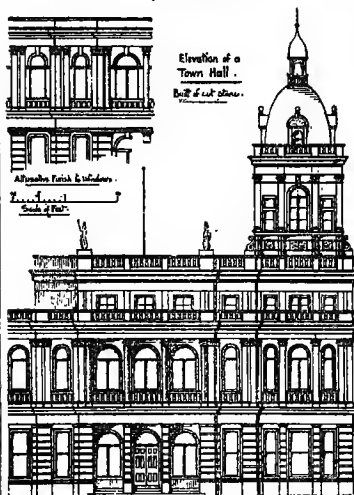 Elevation of a
Town Hall.
Built of cut stone.
Alternative Finish to Windows.
Scale of Feet.